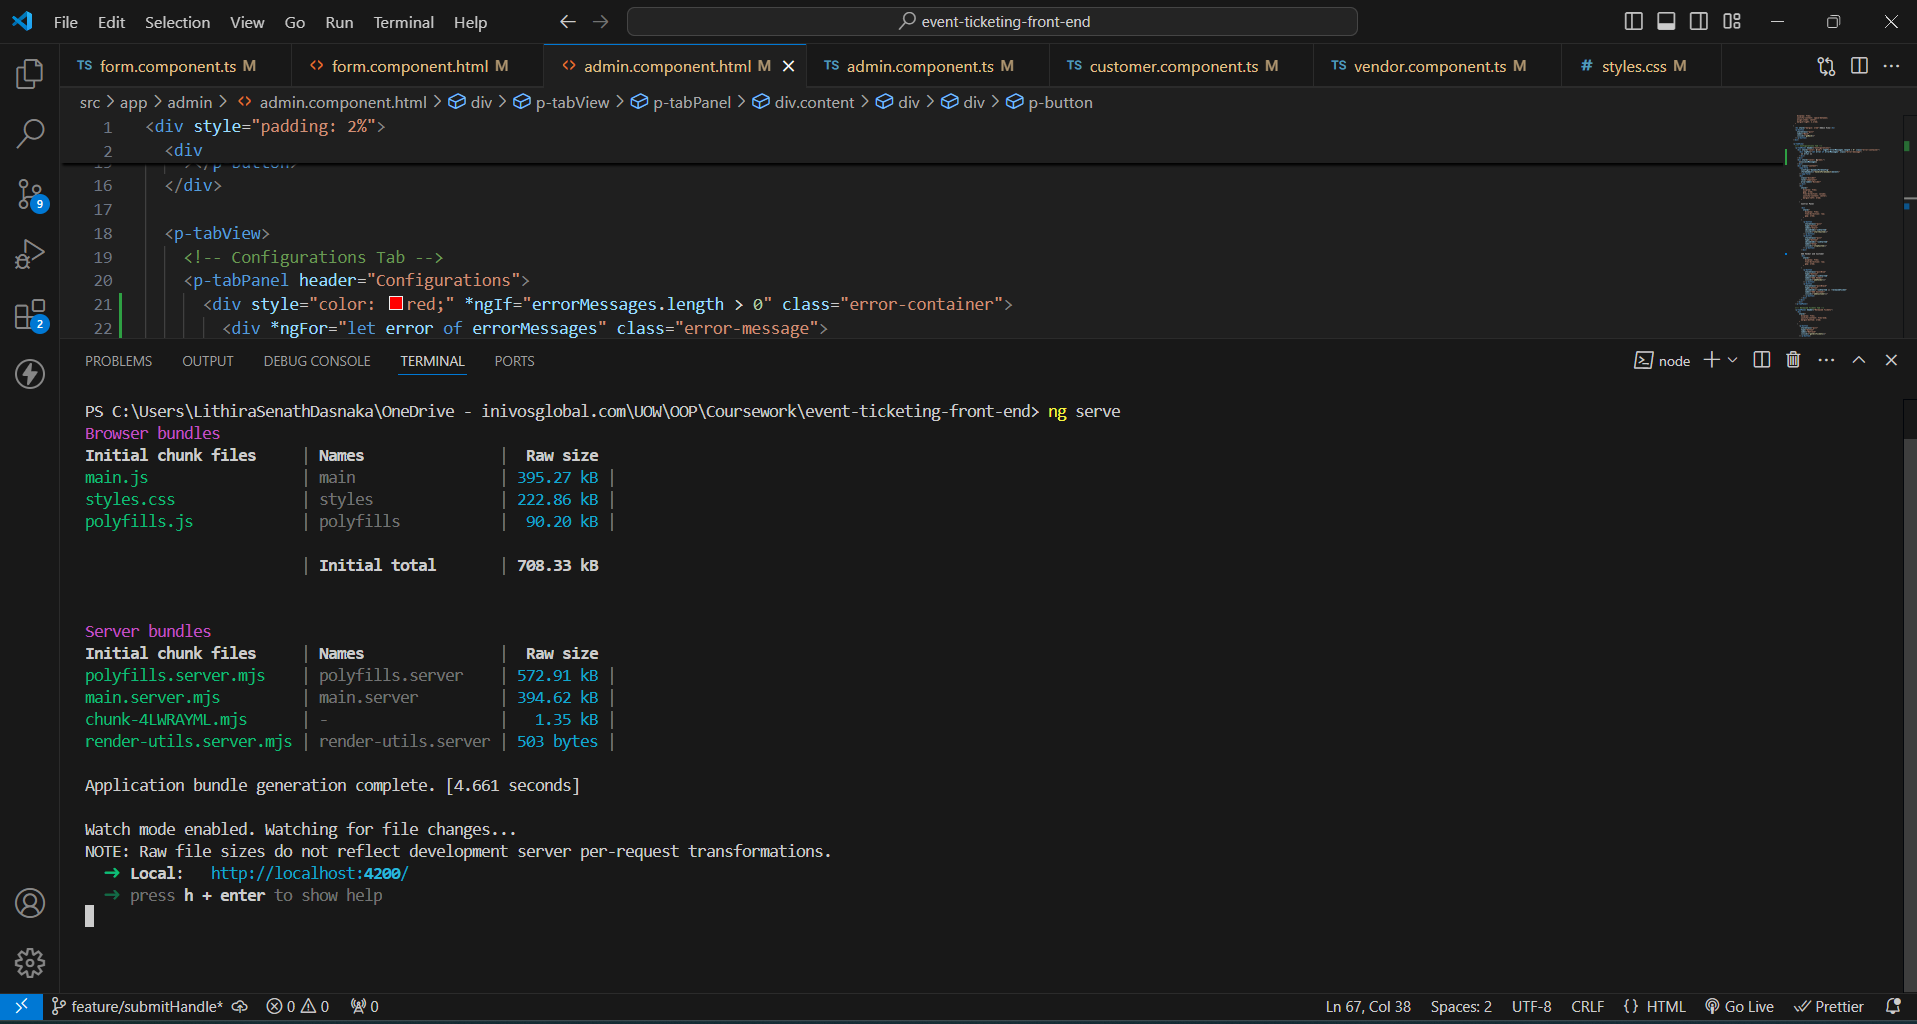 File Edit Selection View Go Run Terminal Help
event-ticketing-front-end
TS form.component.ts M
<> form.component.html M
<> admin.component.html M
TS admin.component.ts M
TS customer.component.ts M
TS vendor.component.ts M
# styles.css M
src > app > admin > <> admin.component.html > div > p-tabView > p-tabPanel > div.content > div > div > p-button
1 <div style="padding: 2%">
2 <div
16 </div>
17
18 <p-tabView>
19 <!-- Configurations Tab -->
20 <p-tabPanel header="Configurations">
21 <div style="color: red;" *ngIf="errorMessages.length > 0" class="error-container">
22 <div *ngFor="let error of errorMessages" class="error-message">
9
2
PROBLEMS OUTPUT DEBUG CONSOLE TERMINAL PORTS
node
PS C:\Users\LithiraSenathDasnaka\OneDrive - inivosglobal.com\UOW\OOP\Coursework\event-ticketing-front-end> ng serve
Browser bundles
Initial chunk files | Names | Raw size
main.js | main | 395.27 kB |
styles.css | styles | 222.86 kB |
polyfills.js | polyfills | 90.20 kB |
| Initial total | 708.33 kB
Server bundles
Initial chunk files | Names | Raw size
polyfills.server.mjs | polyfills.server | 572.91 kB |
main.server.mjs | main.server | 394.62 kB |
chunk-4LWRAYML.mjs | - | 1.35 kB |
render-utils.server.mjs | render-utils.server | 503 bytes |
Application bundle generation complete. [4.661 seconds]
Watch mode enabled. Watching for file changes...
NOTE: Raw file sizes do not reflect development server per-request transformations.
➜ Local: http://localhost:4200/
➜ press h + enter to show help
feature/submitHandle* 0 0 0
Ln 67, Col 38 Spaces: 2 UTF-8 CRLF {} HTML Go Live Prettier